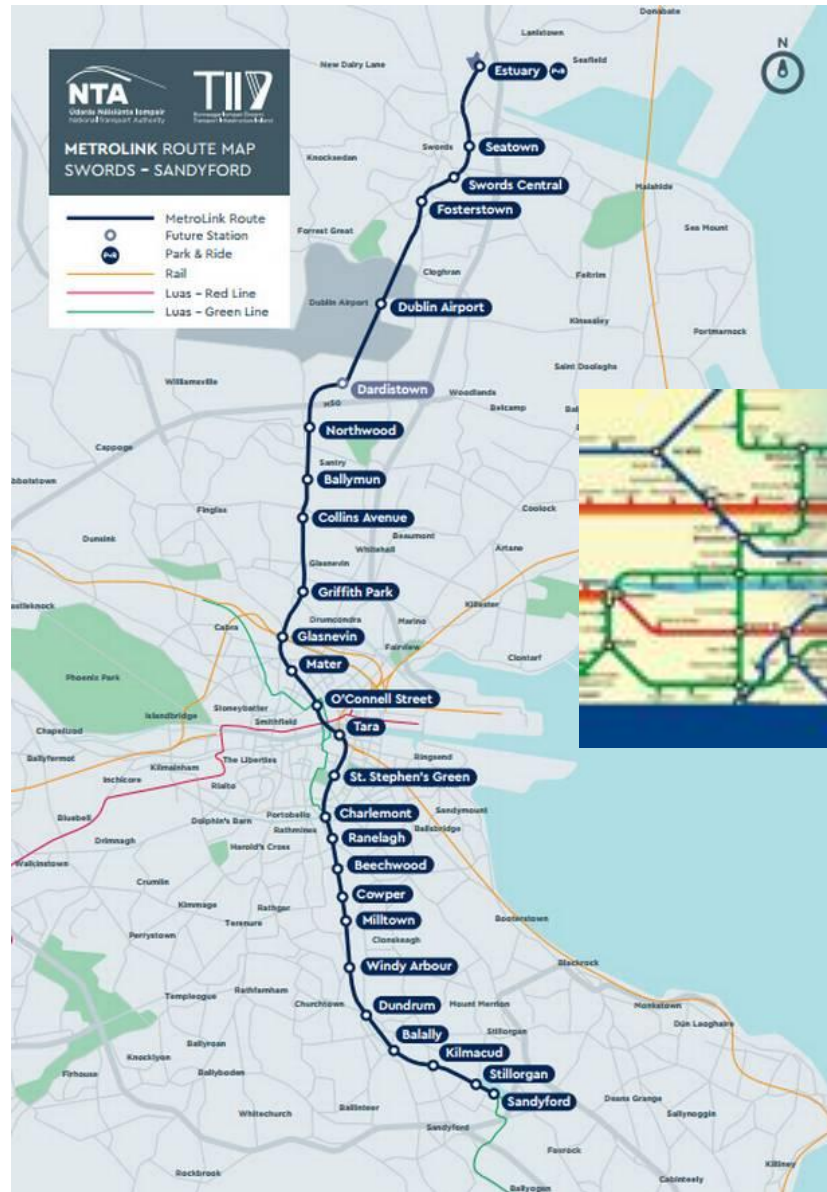 NTA
Údarás Náisiúnta Iompair
National Transport Authority
TII
METROLINK ROUTE MAP
SWORDS – SANDYFORD
MetroLink Route
Future Station
P+R Park & Ride
Rail
Luas – Red Line
Luas – Green Line
N
Donabate
Lanistown
New Dairy Lane
Seafield
Estuary P+R
Swords
Seatown
Knocksedan
Swords Central
Malahide
Fosterstown
Sea Mount
Forrest Great
Cloghran
Feltrim
Dublin Airport
Dublin Airport
Kinsealey
Portmarnock
Saint Doolaghs
Williamsville
Dardistown
Woodlands
M50
Belcamp
Northwood
Cappoge
Santry
Ballymun
Coolock
Finglas
Collins Avenue
Dunsink
Beaumont
Whitehall
Artane
Glasnevin
Griffith Park
Killester
Drumcondra
Marino
Cabra
Glasnevin
Fairview
Clontarf
Mater
Phoenix Park
O'Connell Street
Stoneybatter
Islandbridge
Smithfield
Chapelizod
Tara
Ballyfermot
Kilmainham
The Liberties
Ringsend
Inchicore
Rialto
St. Stephen's Green
Bluebell
Dolphin's Barn
Portobello
Charlemont
Sandymount
Rathmines
Ballsbridge
Drimnagh
Harold's Cross
Ranelagh
Walkinstown
Beechwood
Crumlin
Cowper
Kimmage
Rathgar
Milltown
Booterstown
Terenure
Perrystown
Clonskeagh
Windy Arbour
Blackrock
Templeogue
Rathfarnham
Churchtown
Dundrum
Mount Merrion
Monkstown
Dún Laoghaire
Stillorgan
Balally
Knocklyon
Ballyroan
Kilmacud
Firhouse
Ballyboden
Stillorgan
Sandyford
Deans Grange
Whitechurch
Ballinteer
Sallynoggin
Sandyford
Foxrock
Rockbrook
Killiney
Cabinteely
Ballyogan